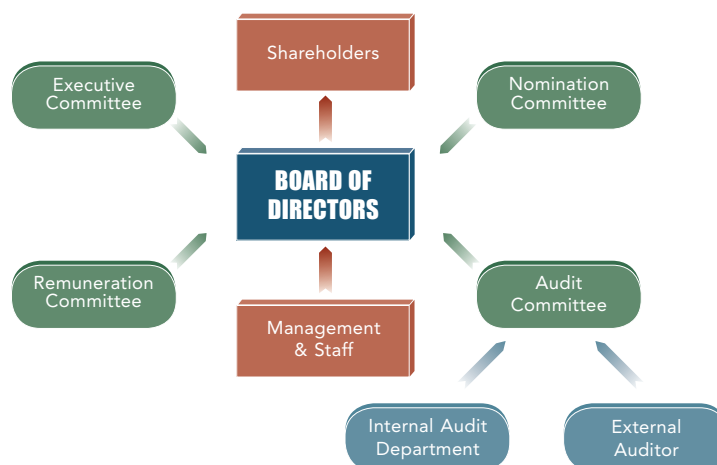 Shareholders
Executive
Committee
Nomination
Committee
BOARD OF
DIRECTORS
Remuneration
Committee
Management
& Staff
Audit
Committee
Internal Audit
Department
External
Auditor